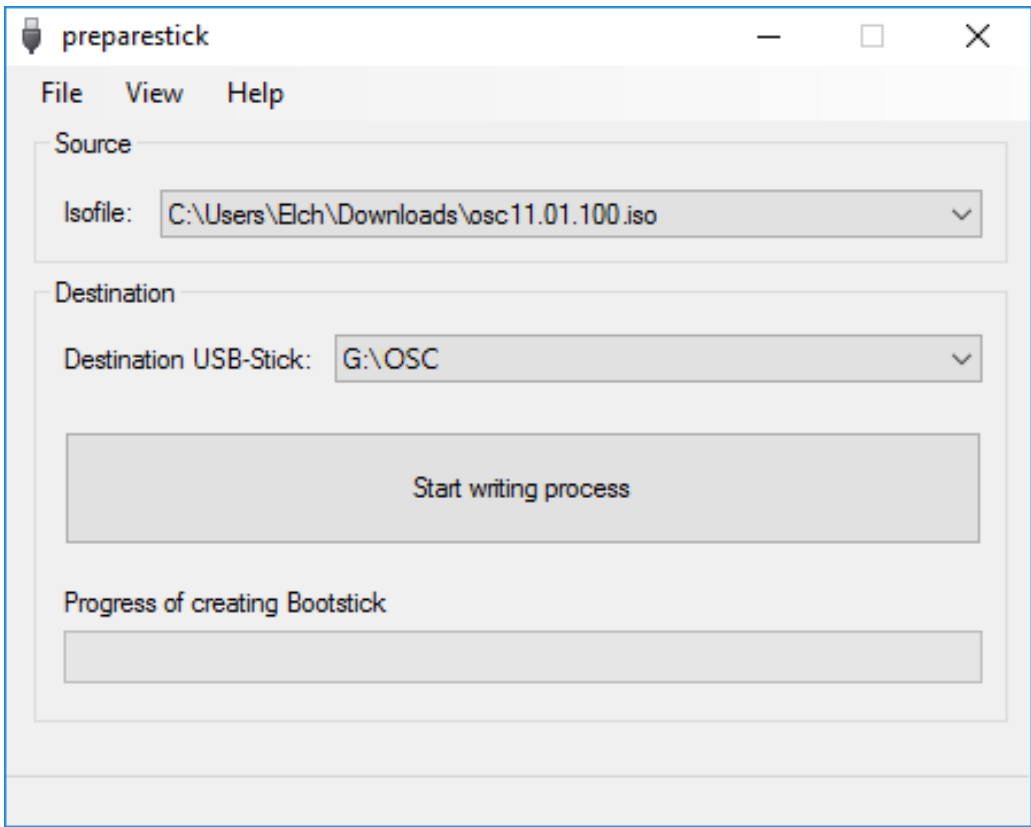 preparestick
File View Help
Source
Isofile: C:\Users\Elch\Downloads\osc11.01.100.iso
Destination
Destination USB-Stick: G:\OSC
Start writing process
Progress of creating Bootstick